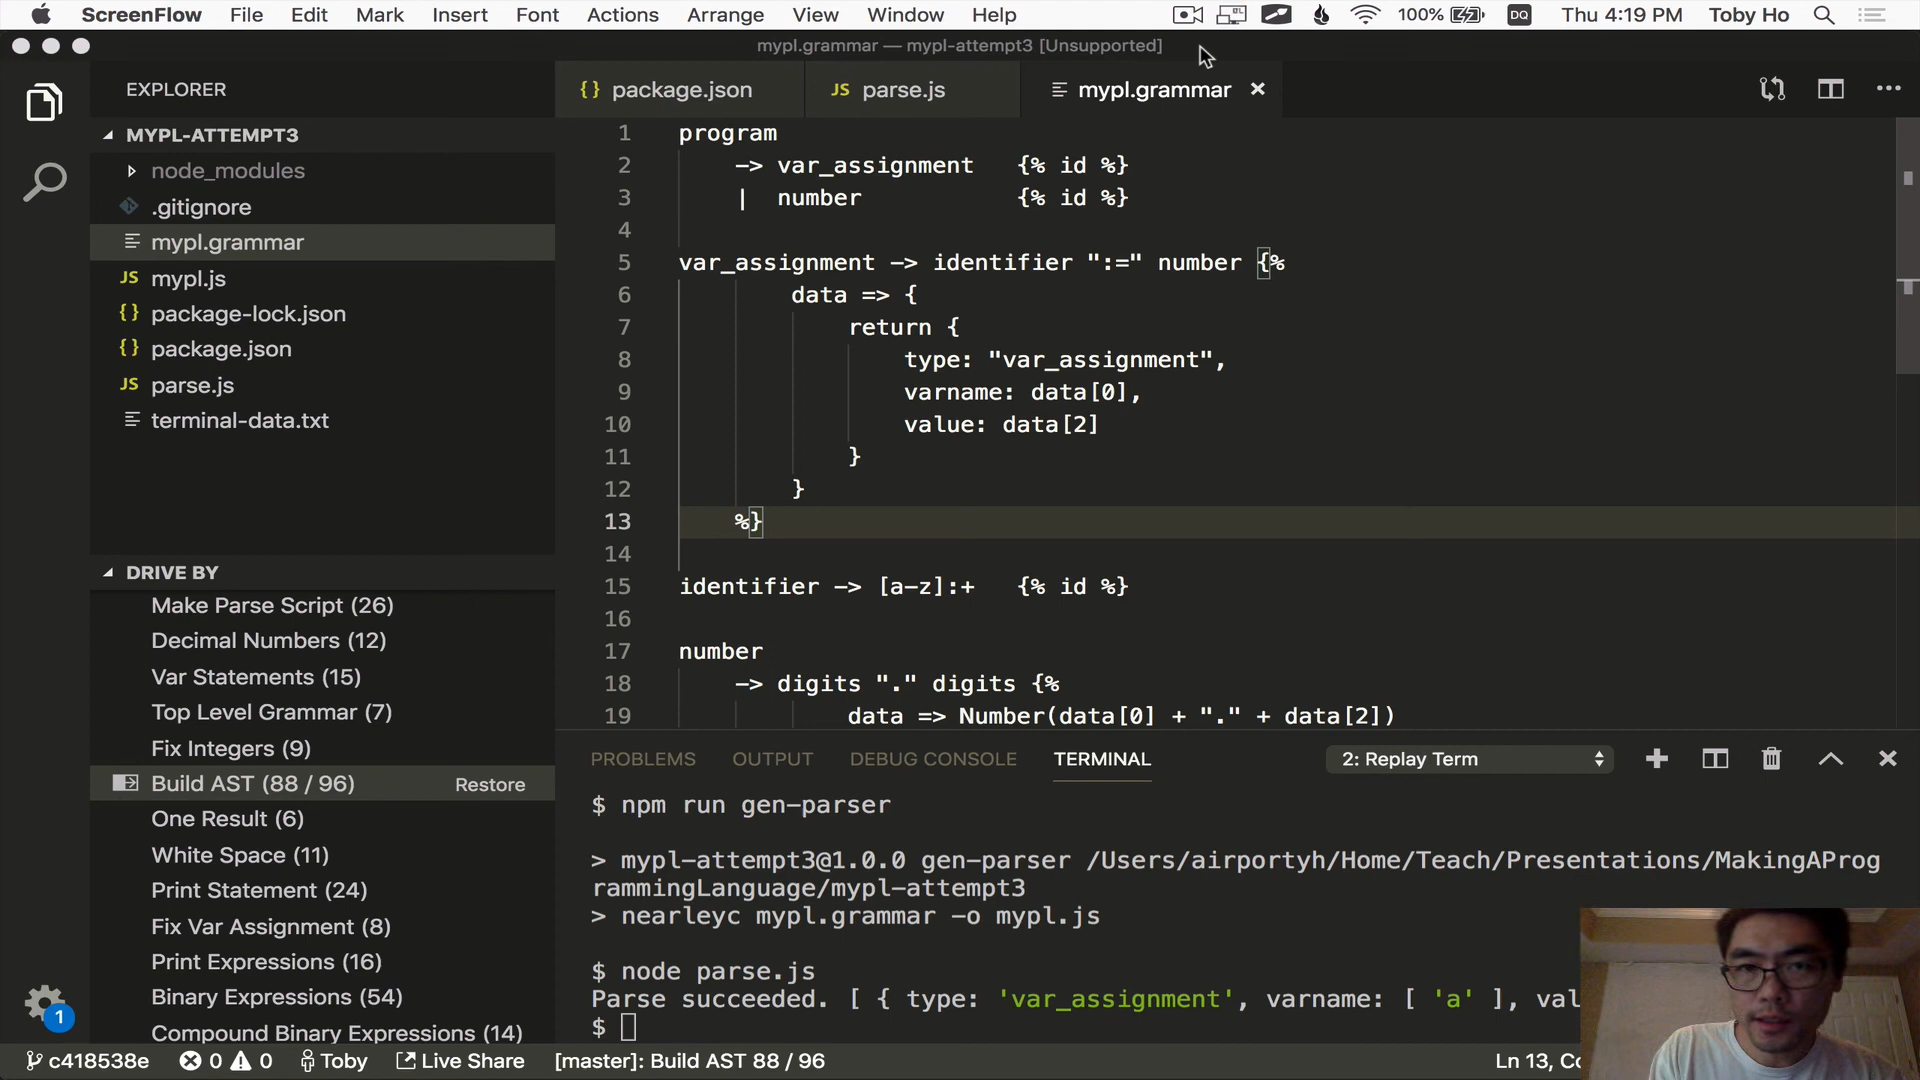 ScreenFlow File Edit Mark Insert Font Actions Arrange View Window Help 100% DQ Thu 4:19 PM Toby Ho
mypl.grammar — mypl-attempt3 [Unsupported]
EXPLORER
MYPL-ATTEMPT3
node_modules
.gitignore
mypl.grammar
JS mypl.js
{} package-lock.json
{} package.json
JS parse.js
terminal-data.txt
DRIVE BY
Make Parse Script (26)
Decimal Numbers (12)
Var Statements (15)
Top Level Grammar (7)
Fix Integers (9)
Build AST (88 / 96) Restore
One Result (6)
White Space (11)
Print Statement (24)
Fix Var Assignment (8)
Print Expressions (16)
Binary Expressions (54)
Compound Binary Expressions (14)
1
{} package.json JS parse.js mypl.grammar
1 program
2 -> var_assignment {% id %}
3 | number {% id %}
4
5 var_assignment -> identifier ":=" number {%
6 data => {
7 return {
8 type: "var_assignment",
9 varname: data[0],
10 value: data[2]
11 }
12 }
13 %}
14
15 identifier -> [a-z]:+ {% id %}
16
17 number
18 -> digits "." digits {%
19 data => Number(data[0] + "." + data[2])
PROBLEMS OUTPUT DEBUG CONSOLE TERMINAL 2: Replay Term
$ npm run gen-parser
> mypl-attempt3@1.0.0 gen-parser /Users/airportyh/Home/Teach/Presentations/MakingAProg
rammingLanguage/mypl-attempt3
> nearleyc mypl.grammar -o mypl.js
$ node parse.js
Parse succeeded. [ { type: 'var_assignment', varname: [ 'a' ], val
$
c418538e 0 0 Toby Live Share [master]: Build AST 88 / 96 Ln 13, Co